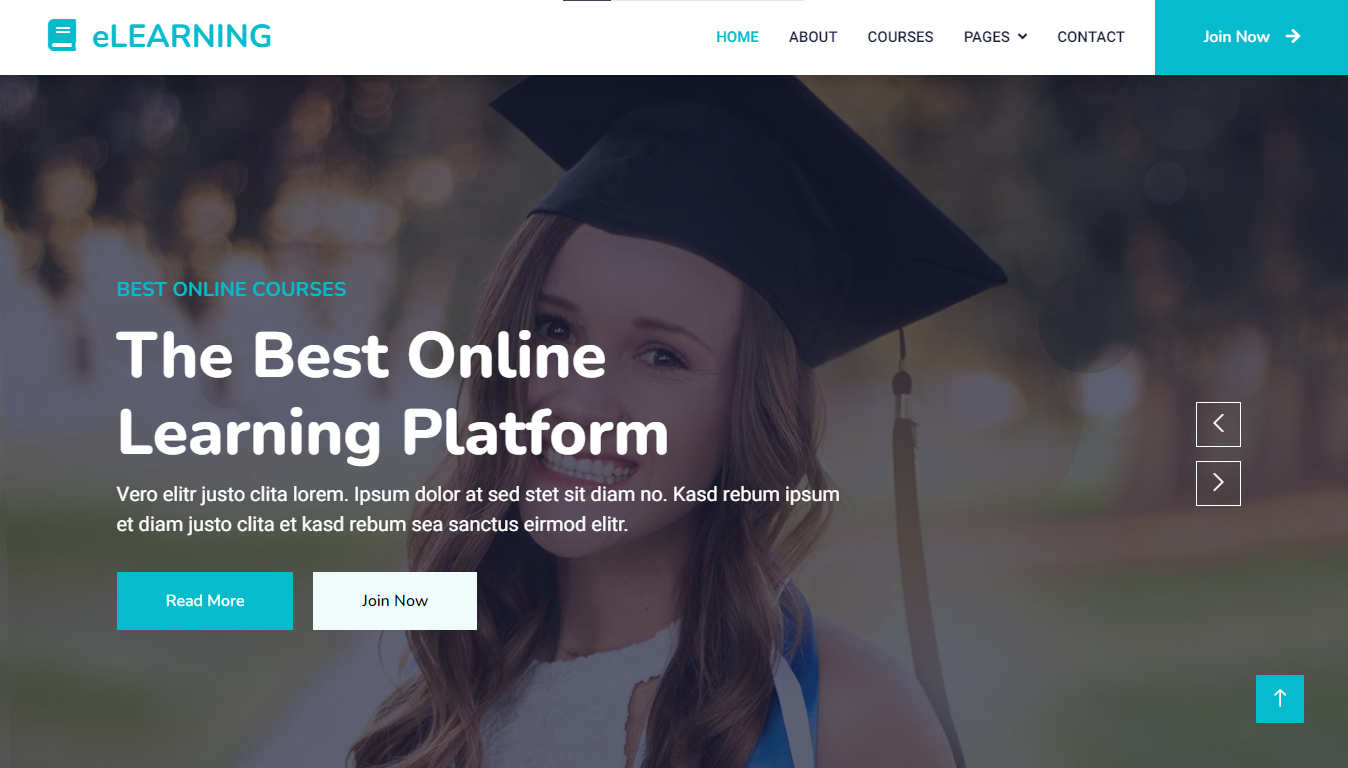 eLEARNING
HOME
ABOUT
COURSES
PAGES
CONTACT
Join Now
BEST ONLINE COURSES
The Best Online
Learning Platform
Vero elitr justo clita lorem. Ipsum dolor at sed stet sit diam no. Kasd rebum ipsum
et diam justo clita et kasd rebum sea sanctus eirmod elitr.
Read More
Join Now